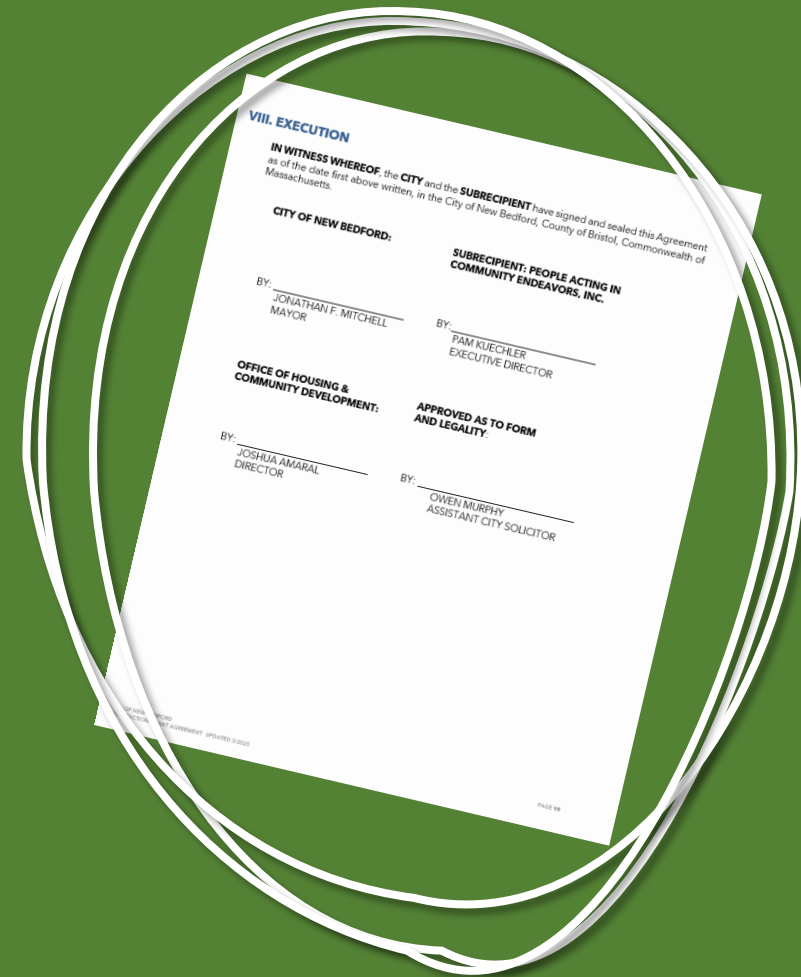 VIII. EXECUTION
IN WITNESS WHEREOF, the CITY and the SUBRECIPIENT have signed and sealed this Agreement
as of the date first above written, in the City of New Bedford, County of Bristol, Commonwealth of
Massachusetts.
CITY OF NEW BEDFORD:
BY:
JONATHAN F. MITCHELL
MAYOR
SUBRECIPIENT: PEOPLE ACTING IN
COMMUNITY ENDEAVORS, INC.
BY:
PAM KUECHLER
EXECUTIVE DIRECTOR
OFFICE OF HOUSING &
COMMUNITY DEVELOPMENT:
BY:
JOSHUA AMARAL
DIRECTOR
APPROVED AS TO FORM
AND LEGALITY:
BY:
OWEN MURPHY
ASSISTANT CITY SOLICITOR
OF NEW
AGREEMENT UPDATED
PAGE